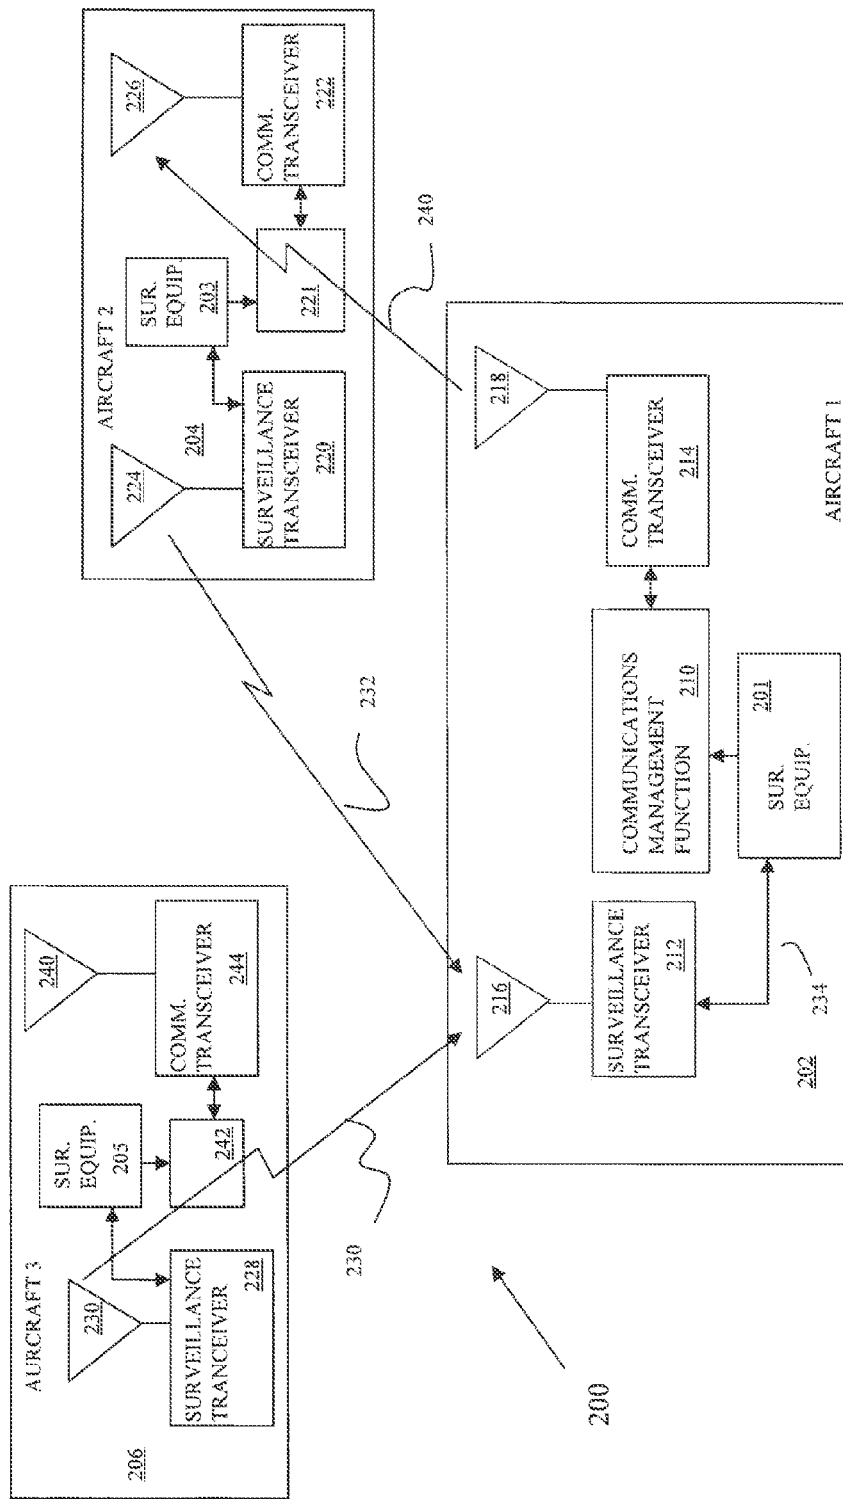 AURCRAFT 3
206
230
SUR.
EQUIP.
205
240
SURVEILLANCE
TRANCEIVER
228
242
COMM.
TRANSCEIVER
244
AIRCRAFT 2
224
204
SUR.
EQUIP.
203
226
SURVEILLANCE
TRANSCEIVER
220
221
COMM.
TRANSCEIVER
222
230
232
240
200
216
218
SURVEILLANCE
TRANSCEIVER
212
COMMUNICATIONS
MANAGEMENT
FUNCTION
210
COMM.
TRANSCEIVER
214
234
201
SUR.
EQUIP.
202
AIRCRAFT 1